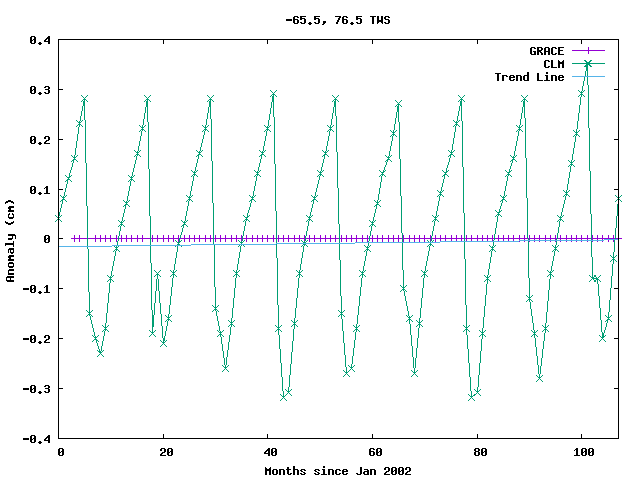 -65.5, 76.5 TWS
GRACE
CLM
Trend Line
0.4
0.3
0.2
0.1
0
-0.1
-0.2
-0.3
-0.4
Anomaly (cm)
0 20 40 60 80 100
Months since Jan 2002